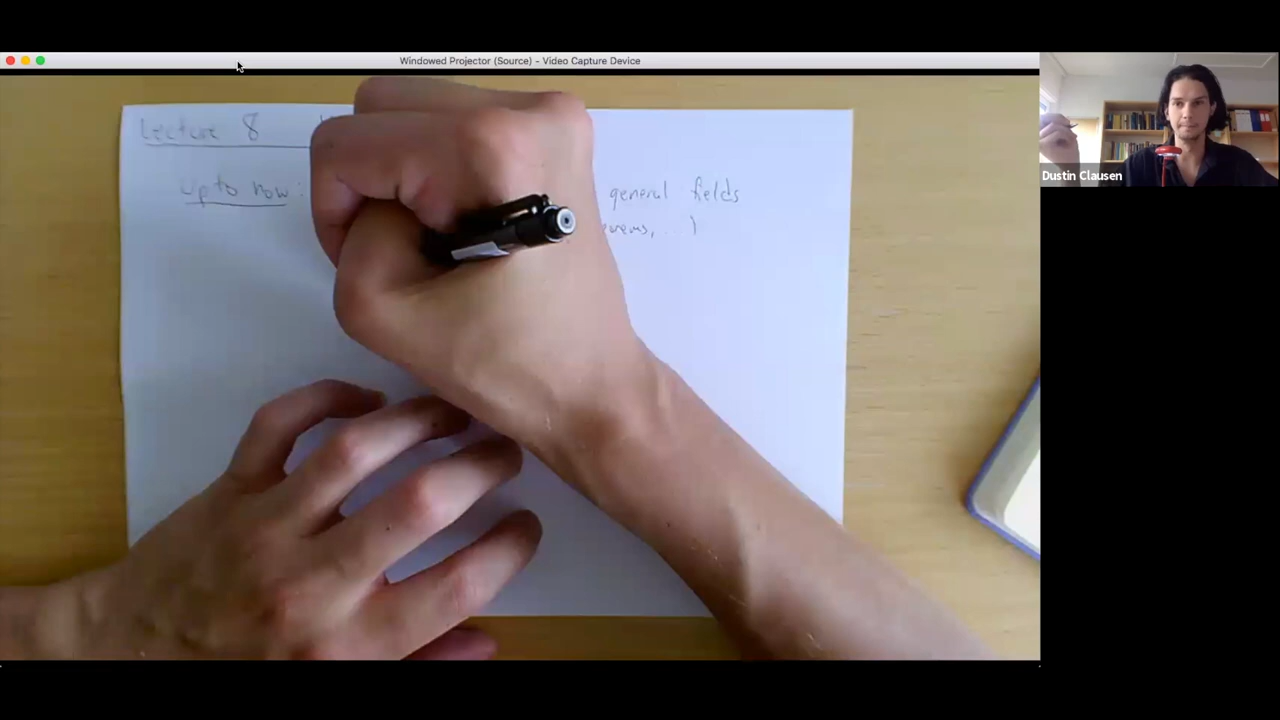 Windowed Projector (Source) - Video Capture Device
Dustin Clausen
Lecture 8
Up to now: general fields